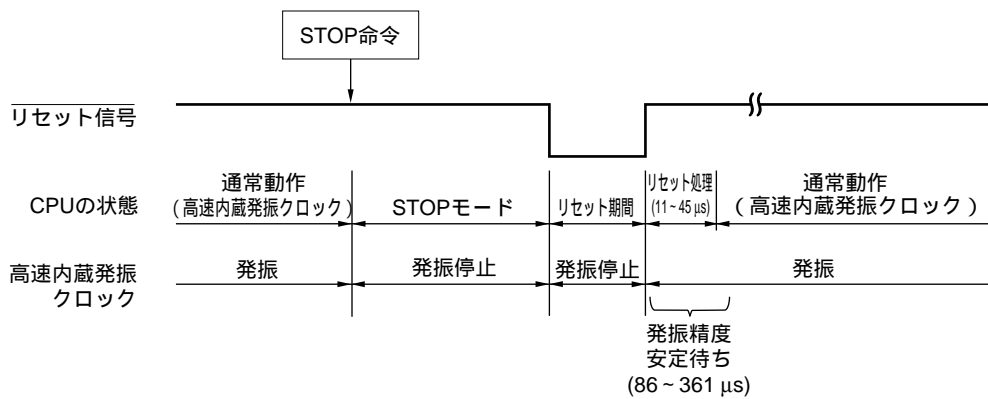 STOP命令
リセット信号
CPUの状態
通常動作
(高速内蔵発振クロック)
STOPモード
リセット期間
リセット処理
(11~45 μs)
通常動作
(高速内蔵発振クロック)
高速内蔵発振
クロック
発振
発振停止
発振停止
発振
発振精度
安定待ち
(86~361 μs)